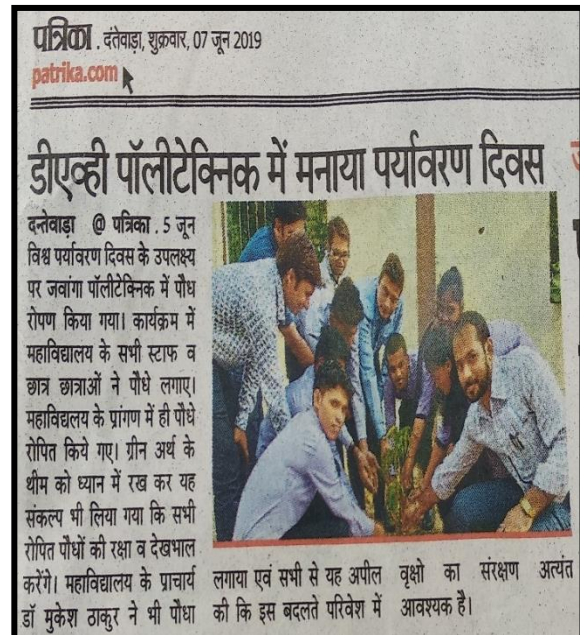 पत्रिका . दंतेवाड़ा, शुक्रवार, 07 जून 2019
patrika.com
डीएव्ही पॉलीटेक्निक में मनाया पर्यावरण दिवस
दन्तेवाड़ा @ पत्रिका . 5 जून
विश्व पर्यावरण दिवस के उपलक्ष्य
पर जवांगा पॉलीटेक्निक में पौध
रोपण किया गया। कार्यक्रम में
महाविद्यालय के सभी स्टाफ व
छात्र छात्राओं ने पौधे लगाए।
महाविद्यलय के प्रांगण में ही पौधे
रोपित किये गए। ग्रीन अर्थ के
थीम को ध्यान में रख कर यह
संकल्प भी लिया गया कि सभी
रोपित पौधों की रक्षा व देखभाल
करेंगे। महाविद्यालय के प्राचार्य
डॉ मुकेश ठाकुर ने भी पौधा
लगाया एवं सभी से यह अपील
की कि इस बदलते परिवेश में
वृक्षो का संरक्षण अत्यंत
आवश्यक है।